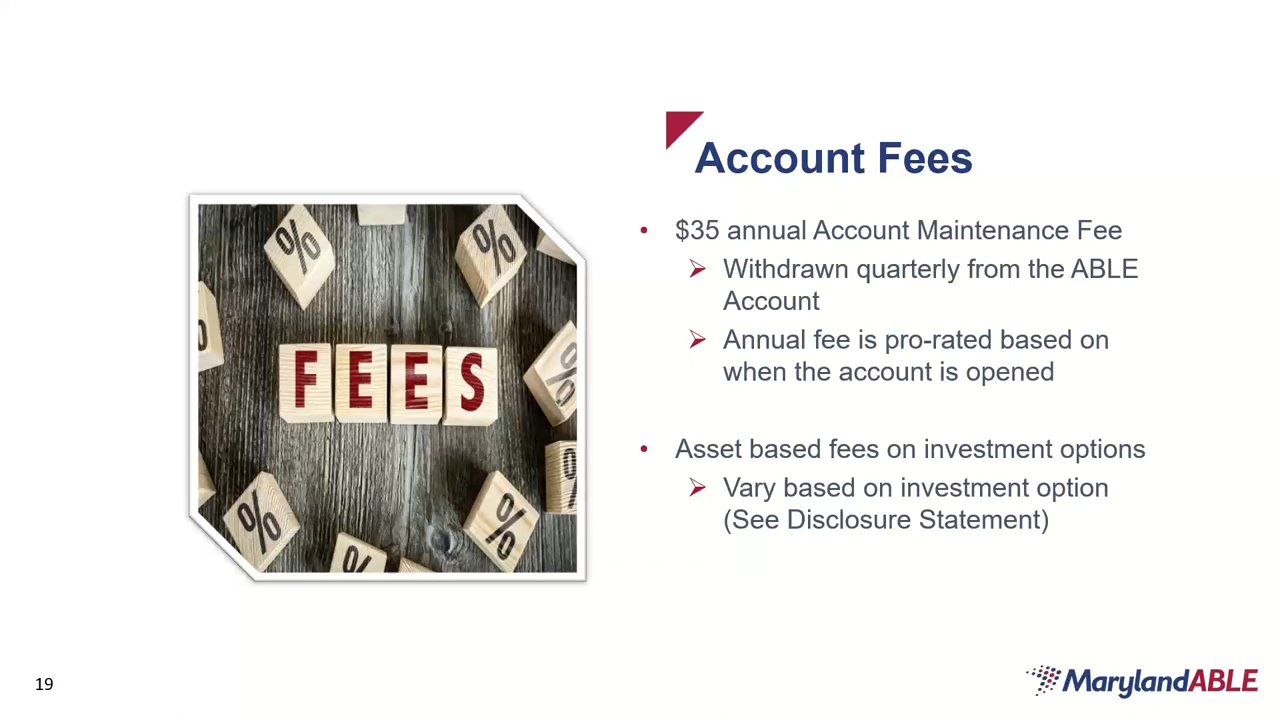 Account Fees
• $35 annual Account Maintenance Fee
➢ Withdrawn quarterly from the ABLE
Account
➢ Annual fee is pro-rated based on
when the account is opened
• Asset based fees on investment options
➢ Vary based on investment option
(See Disclosure Statement)
% %
FEES
%
%
% %
%
19
MarylandABLE